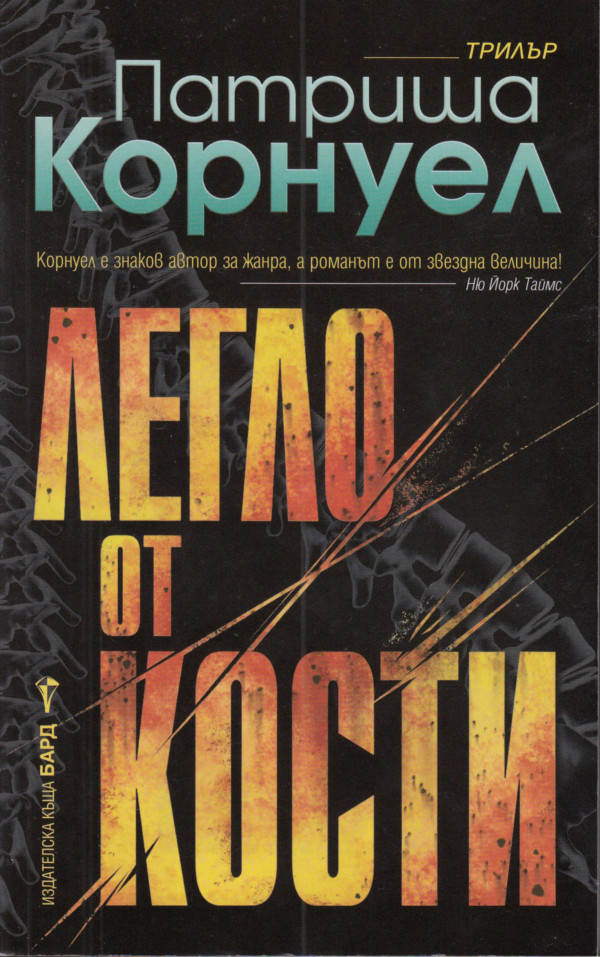 ТРИЛЪР
Патриша
Корнуел
Корнуел е знаков автор за жанра, а романът е от звездна величина!
Ню Йорк Таймс
ЛЕГЛО
ОТ
КОСТИ
ИЗДАТЕЛСКА КЪЩА БАРД